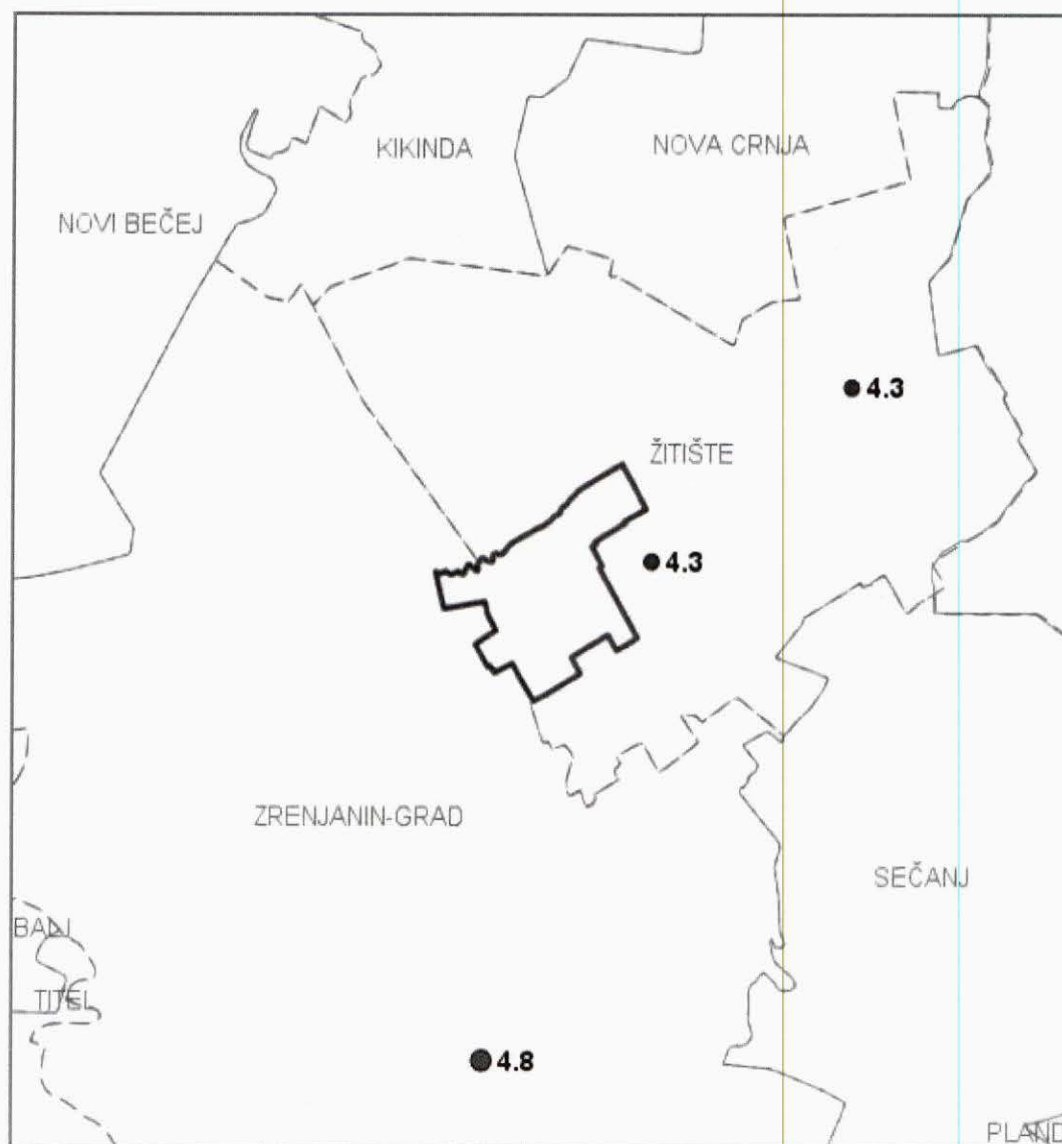 KIKINDA
NOVA CRNJA
NOVI BEČEJ
4.3
ŽITIŠTE
4.3
ZRENJANIN-GRAD
SEČANJ
TITEL
4.8